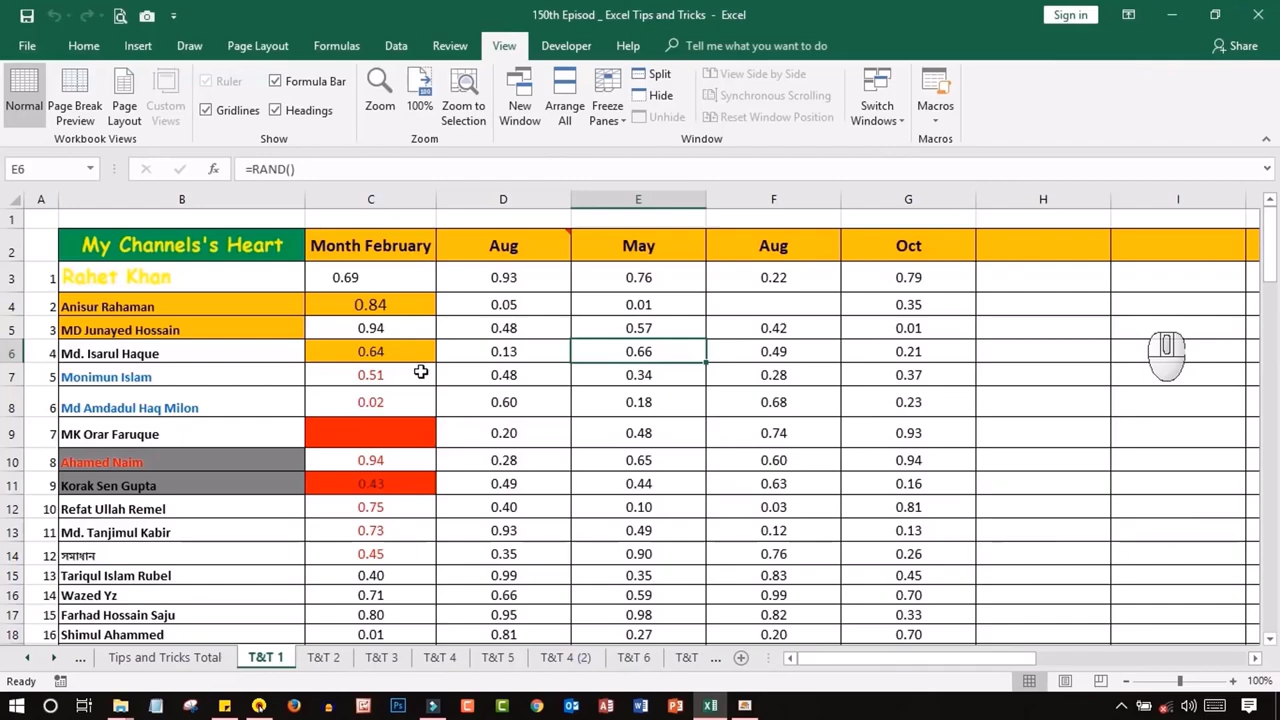 150th Episod _ Excel Tips and Tricks - Excel
Sign in
File Home Insert Draw Page Layout Formulas Data Review View Developer Help Tell me what you want to do Share
Normal
Page Break Preview
Page Layout
Custom Views
Workbook Views
Ruler
Formula Bar
Gridlines
Headings
Show
Zoom
100%
Zoom to Selection
Zoom
New Window
Arrange All
Freeze Panes
Split
Hide
Unhide
View Side by Side
Synchronous Scrolling
Reset Window Position
Switch Windows
Window
Macros
Macros
E6 fx =RAND()
A B C D E F G H I
1
2 My Channels's Heart Month February Aug May Aug Oct
3 1 Rahet Khan 0.69 0.93 0.76 0.22 0.79
4 2 Anisur Rahaman 0.84 0.05 0.01 0.35
5 3 MD Junayed Hossain 0.94 0.48 0.57 0.42 0.01
6 4 Md. Isarul Haque 0.64 0.13 0.66 0.49 0.21
7 5 Monimun Islam 0.51 0.48 0.34 0.28 0.37
8 6 Md Amdadul Haq Milon 0.02 0.60 0.18 0.68 0.23
9 7 MK Orar Faruque 0.20 0.48 0.74 0.93
10 8 Ahamed Naim 0.94 0.28 0.65 0.60 0.94
11 9 Korak Sen Gupta 0.43 0.49 0.44 0.63 0.16
12 10 Refat Ullah Remel 0.75 0.40 0.10 0.03 0.81
13 11 Md. Tanjimul Kabir 0.73 0.93 0.49 0.12 0.13
14 12 সমাধান 0.45 0.35 0.90 0.76 0.26
15 13 Tariqul Islam Rubel 0.40 0.99 0.35 0.83 0.45
16 14 Wazed Yz 0.71 0.66 0.59 0.99 0.70
17 15 Farhad Hossain Saju 0.80 0.95 0.98 0.82 0.33
18 16 Shimul Ahammed 0.01 0.81 0.27 0.20 0.70
... Tips and Tricks Total T&T 1 T&T 2 T&T 3 T&T 4 T&T 5 T&T 4 (2) T&T 6 T&T ...
Ready 100%